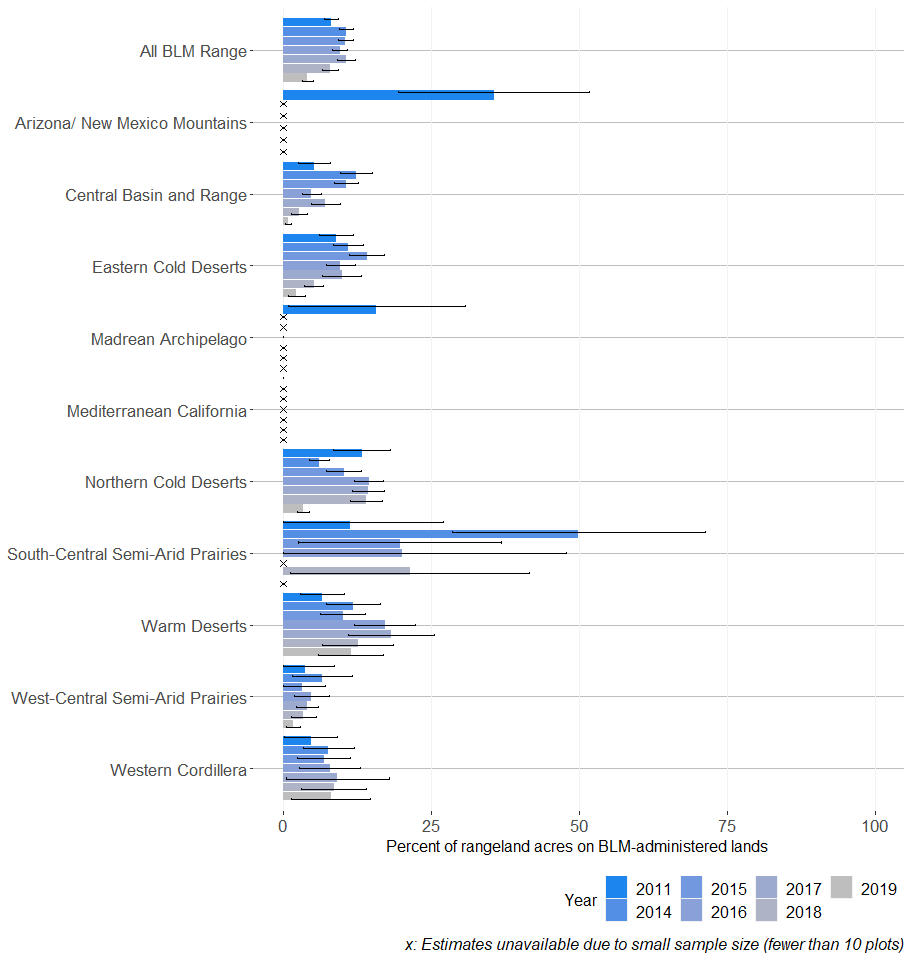 All BLM Range
Arizona/ New Mexico Mountains
Central Basin and Range
Eastern Cold Deserts
Madrean Archipelago
Mediterranean California
Northern Cold Deserts
South-Central Semi-Arid Prairies
Warm Deserts
West-Central Semi-Arid Prairies
Western Cordillera
0 25 50 75 100
Percent of rangeland acres on BLM-administered lands
Year
2011 2015 2017 2019
2014 2016 2018
x: Estimates unavailable due to small sample size (fewer than 10 plots)